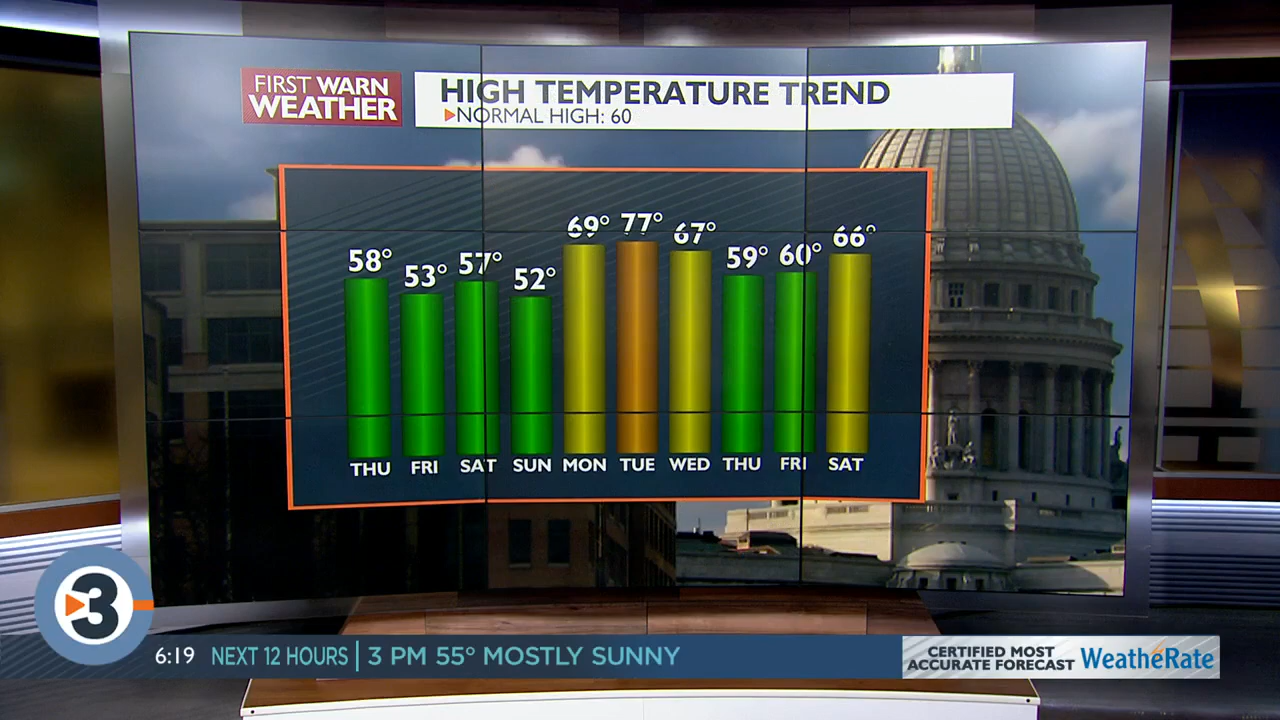 FIRST WARN
WEATHER
HIGH TEMPERATURE TREND
NORMAL HIGH: 60
58° 53° 57° 52° 69° 77° 67° 59° 60° 66°
THU FRI SAT SUN MON TUE WED THU FRI SAT
3
6:19 NEXT 12 HOURS 3 PM 55° MOSTLY SUNNY
CERTIFIED MOST
ACCURATE FORECAST WeatheRate